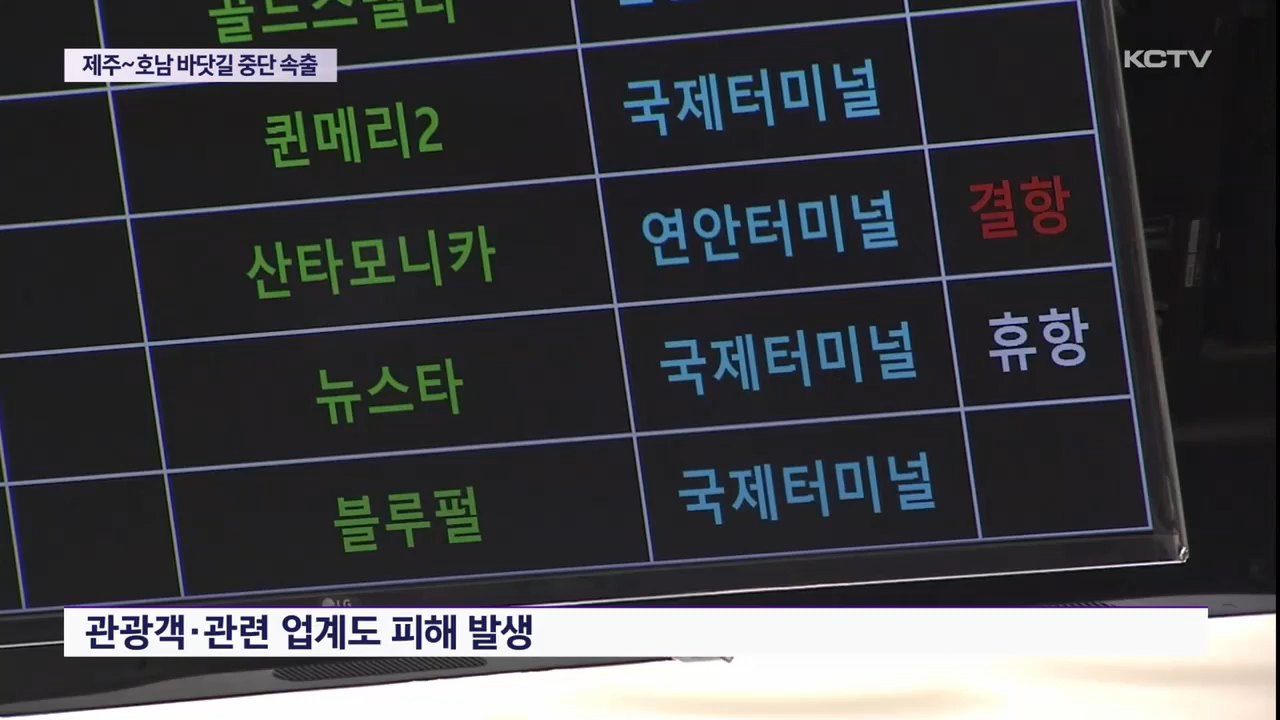 제주~호남 바닷길 중단 속출
KCTV
퀸메리2 국제터미널
산타모니카 연안터미널 결항
뉴스타 국제터미널 휴항
블루펄 국제터미널
LG
관광객·관련 업계도 피해 발생